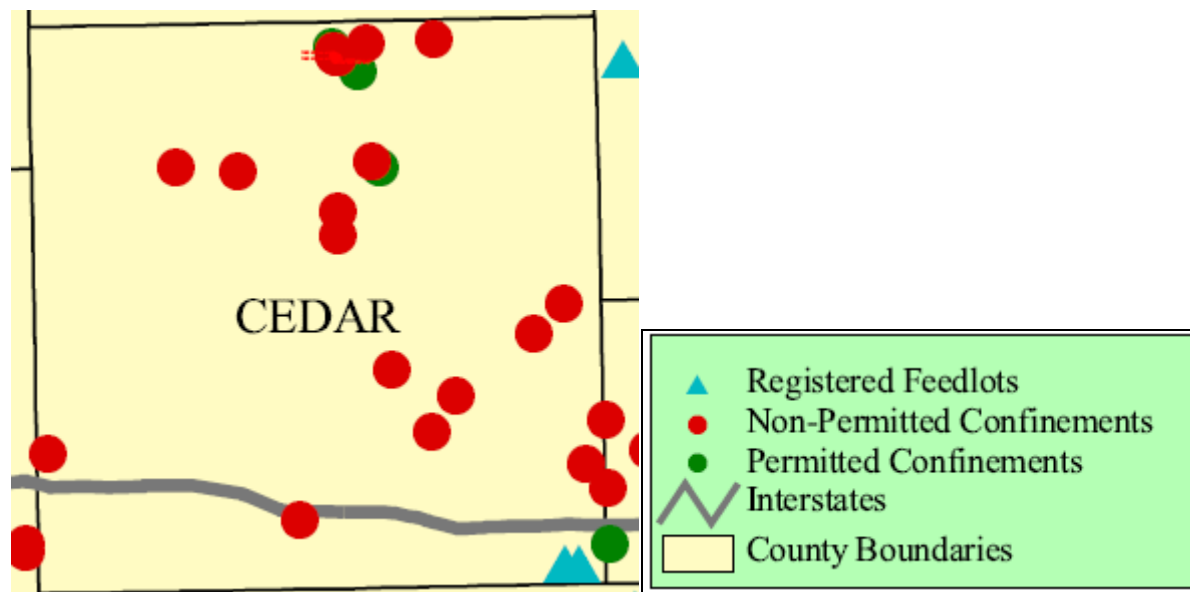 CEDAR
Registered Feedlots
Non-Permitted Confinements
Permitted Confinements
Interstates
County Boundaries